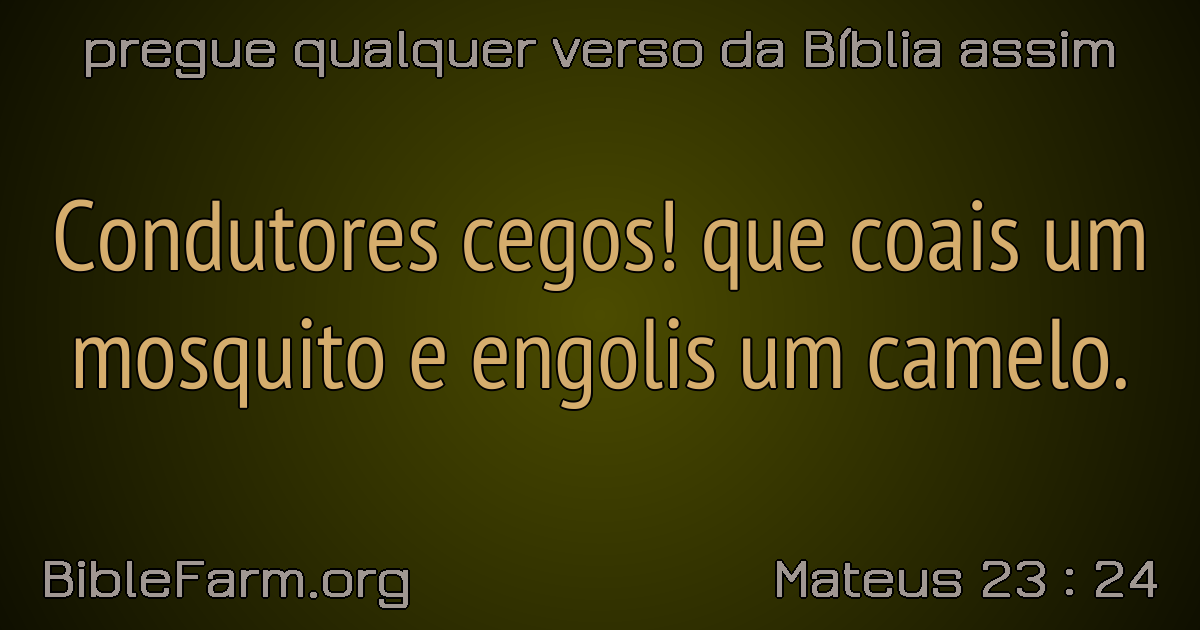 pregue qualquer verso da Bíblia assim
Condutores cegos! que coais um
mosquito e engolis um camelo.
BibleFarm.org
Mateus 23 : 24